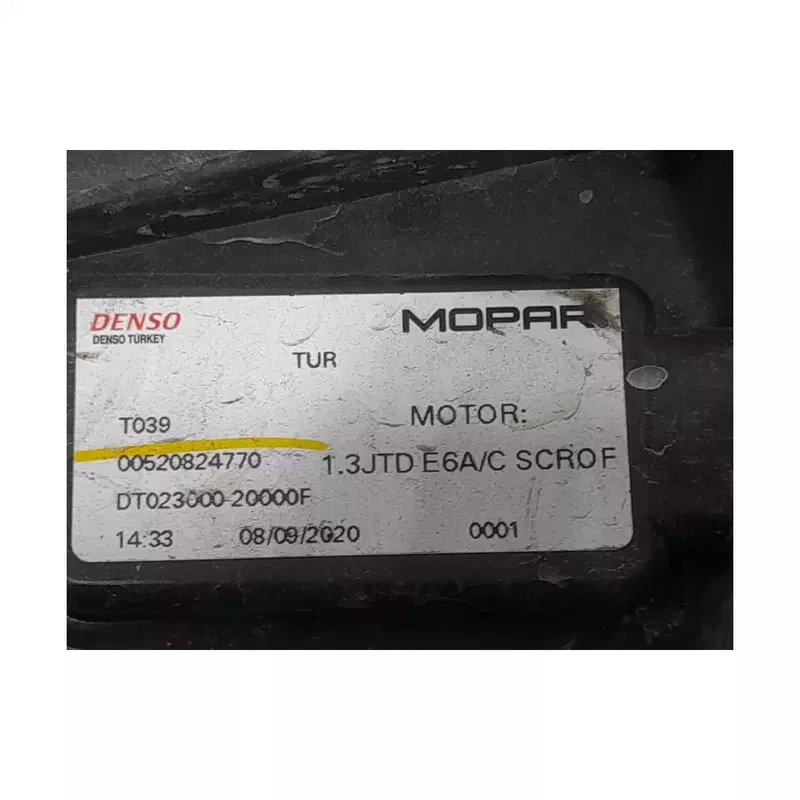 DENSO
DENSO TURKEY
MOPAR
TUR
T039
MOTOR:
00520824770
1.3JTD E6A/C SCROF
DT023000-20000F
14:33 08/09/2020 0001